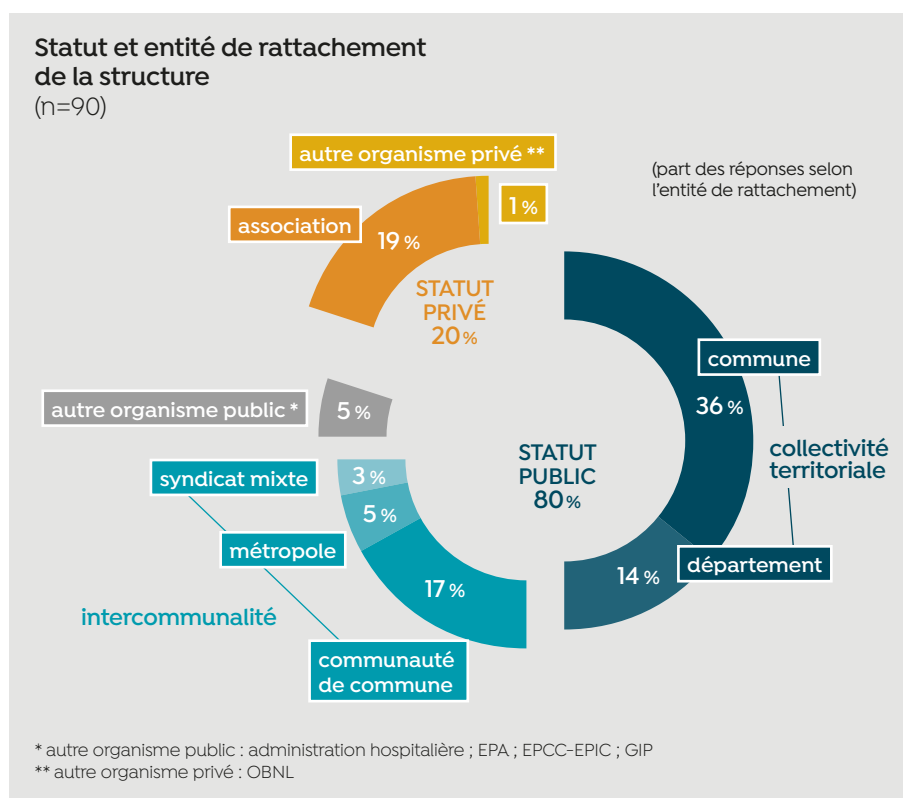 Statut et entité de rattachement
de la structure
(n=90)
autre organisme privé **
(part des réponses selon
l'entité de rattachement)
1 %
association
19 %
STATUT
PRIVÉ
20 %
commune
36 %
autre organisme public *
5 %
collectivité
territoriale
STATUT
PUBLIC
80 %
syndicat mixte
3 %
5 %
métropole
département
14 %
17 %
intercommunalité
communauté
de commune
* autre organisme public : administration hospitalière ; EPA ; EPCC-EPIC ; GIP
** autre organisme privé : OBNL